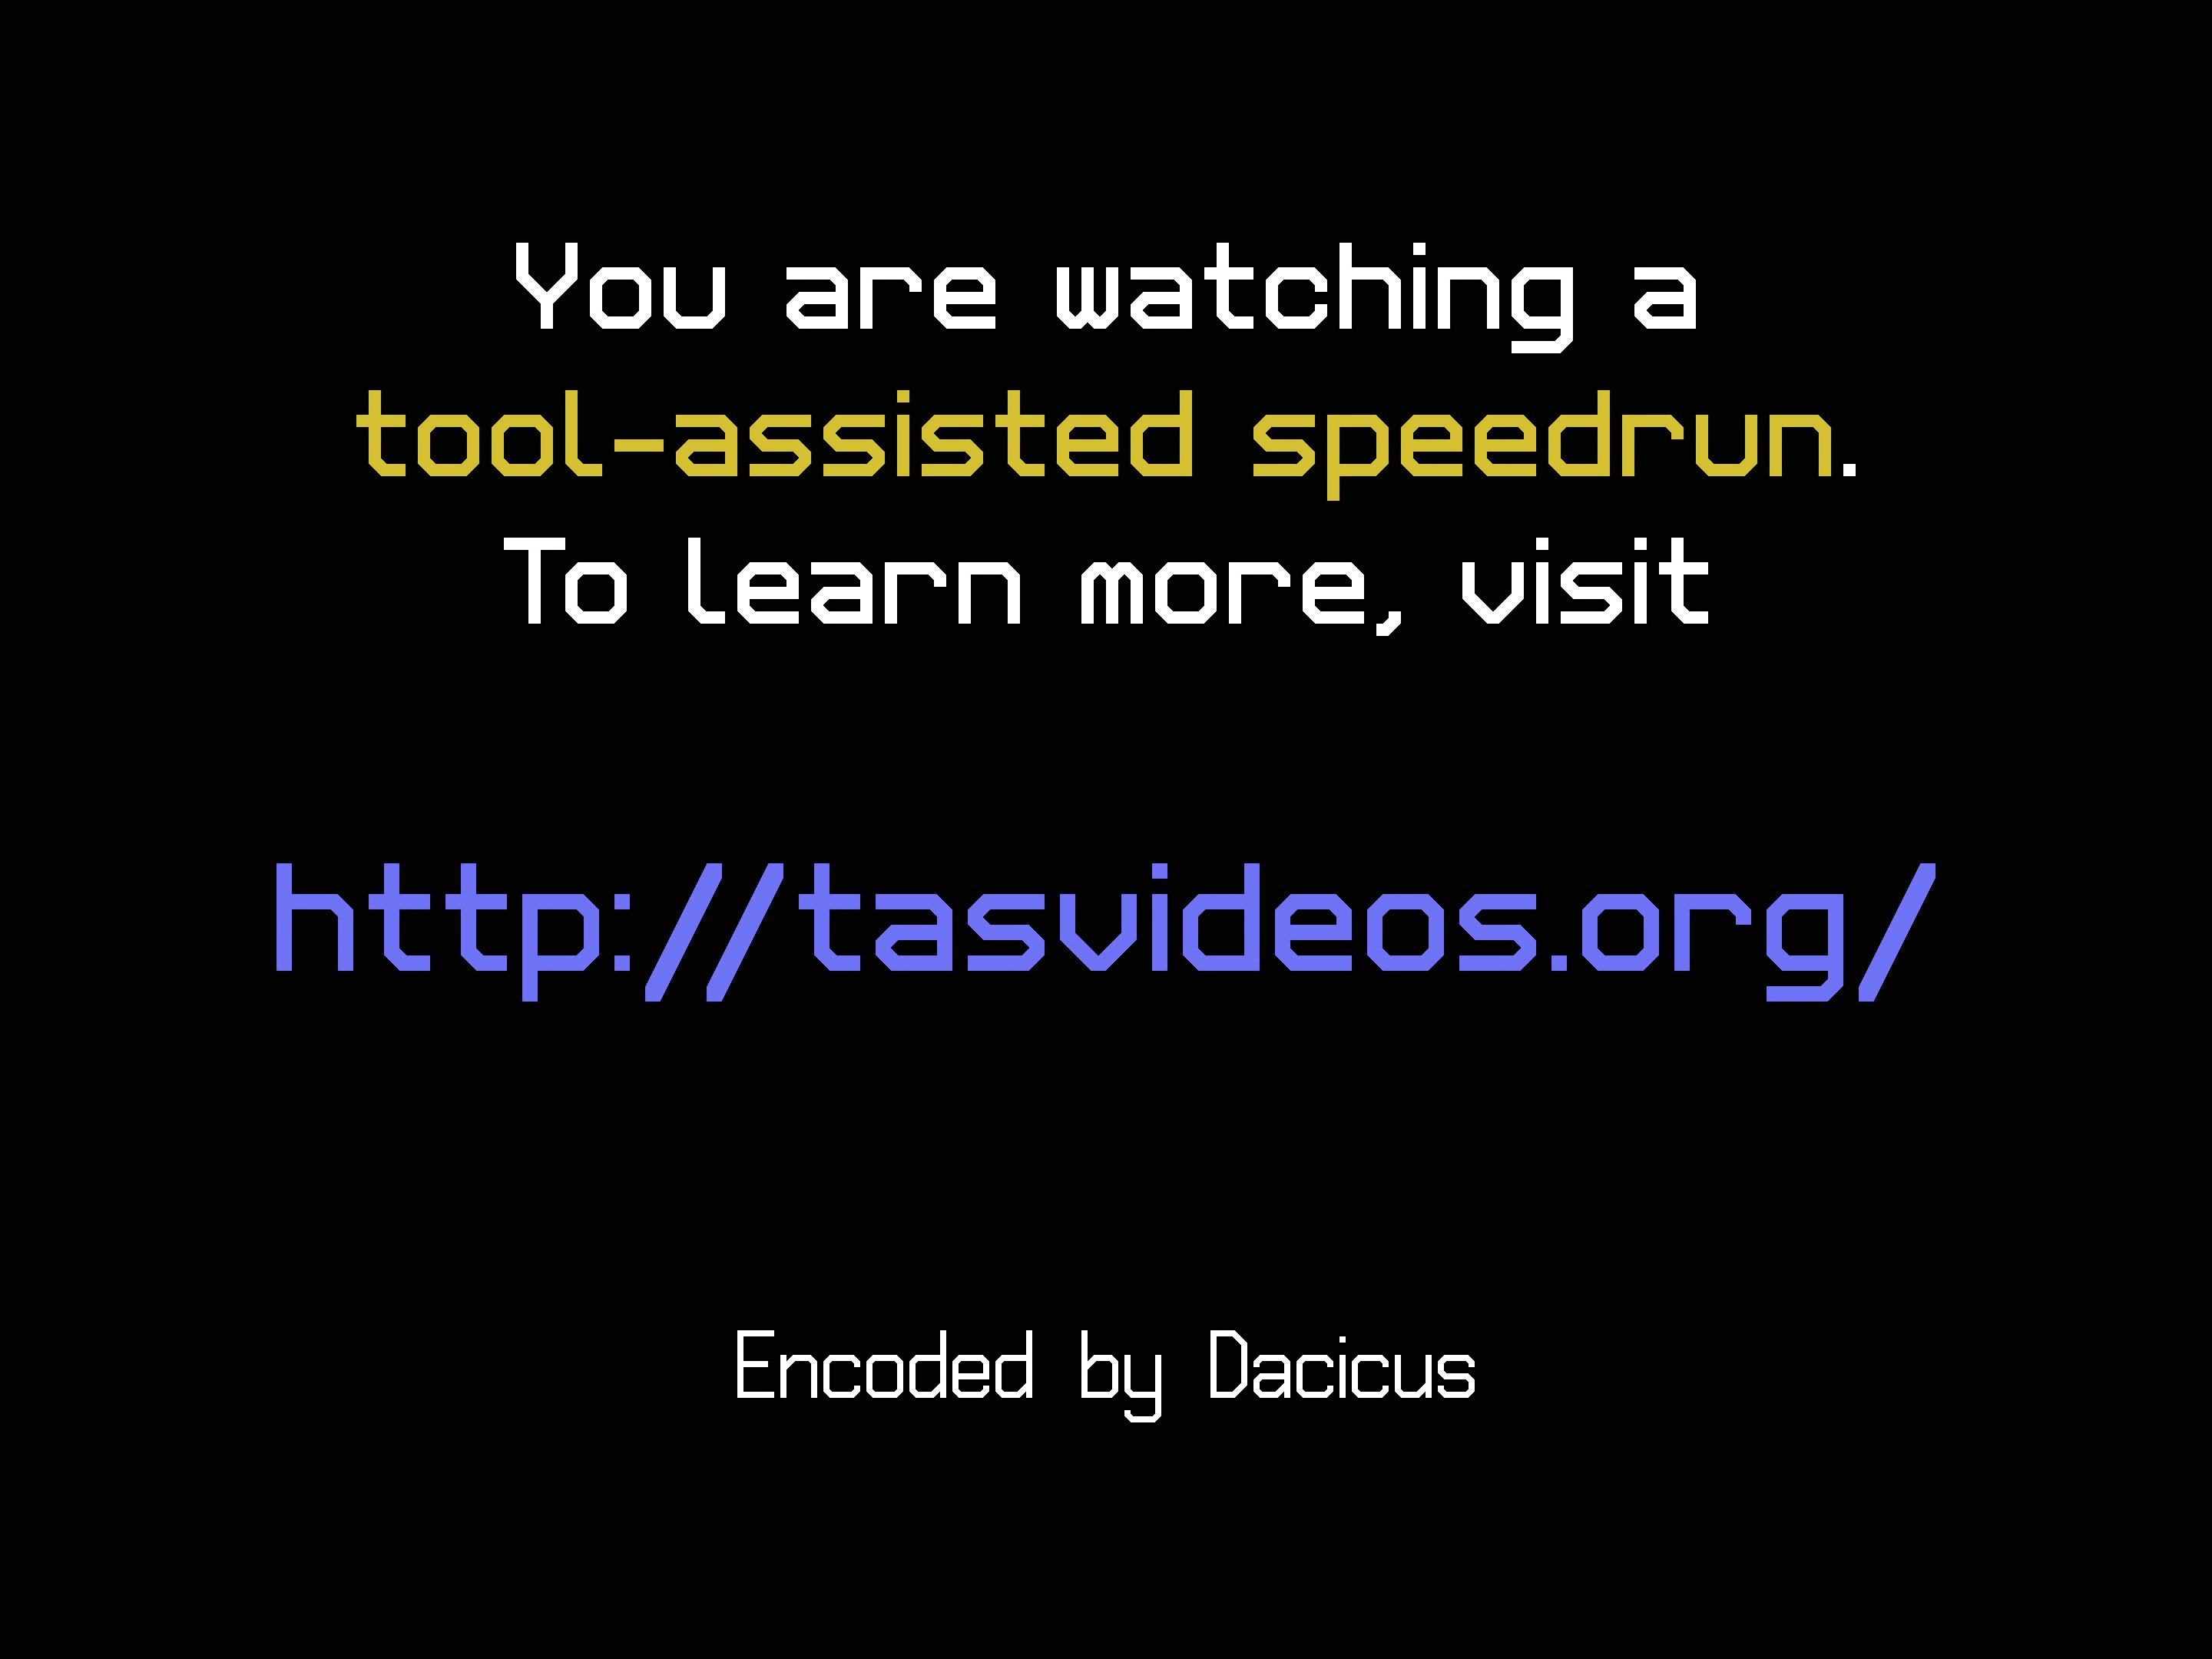 You are watching a
tool-assisted speedrun.
To learn more, visit
http://tasvideos.org/
Encoded by Dacicus